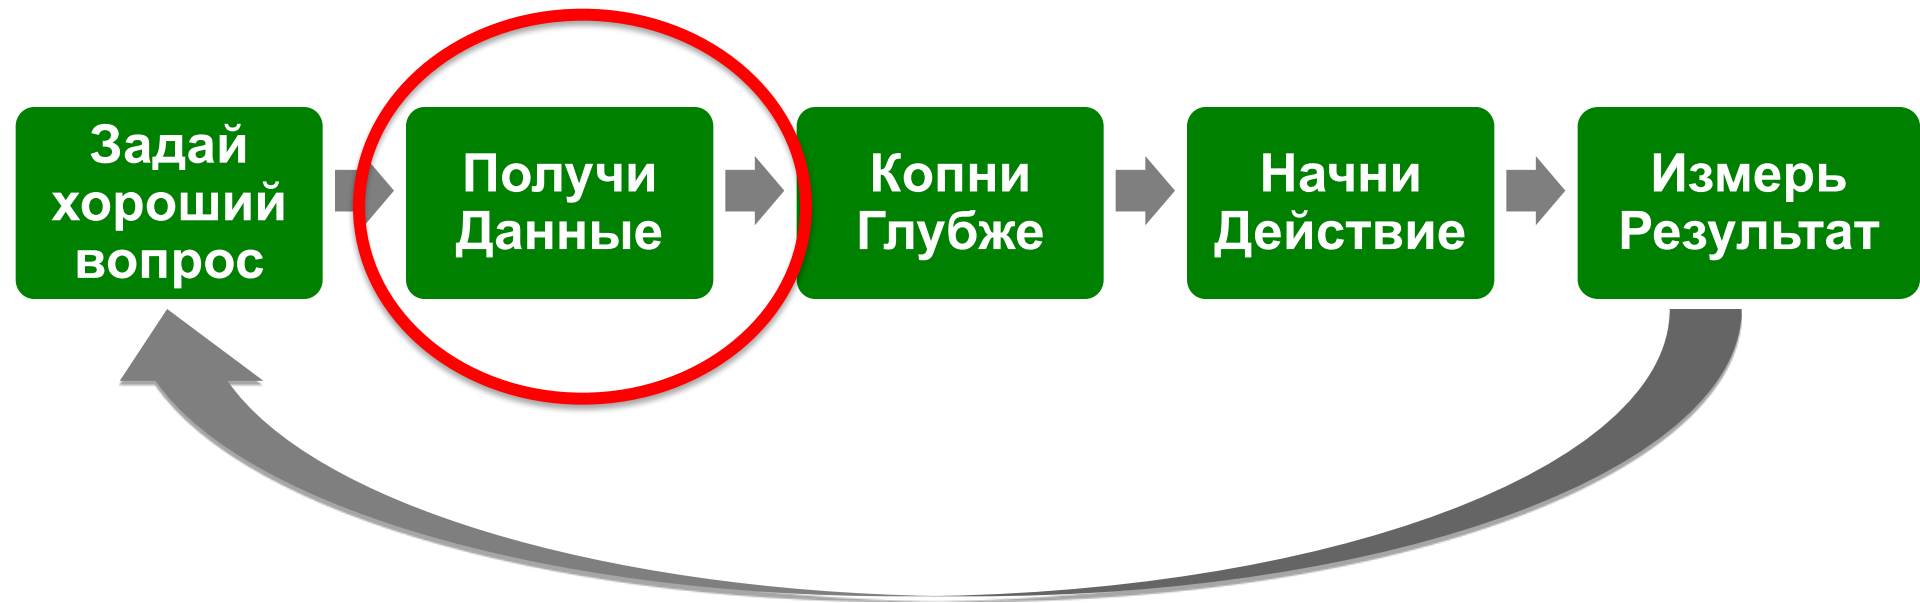 Задай
хороший
вопрос
Получи
Данные
Копни
Глубже
Начни
Действие
Измерь
Результат